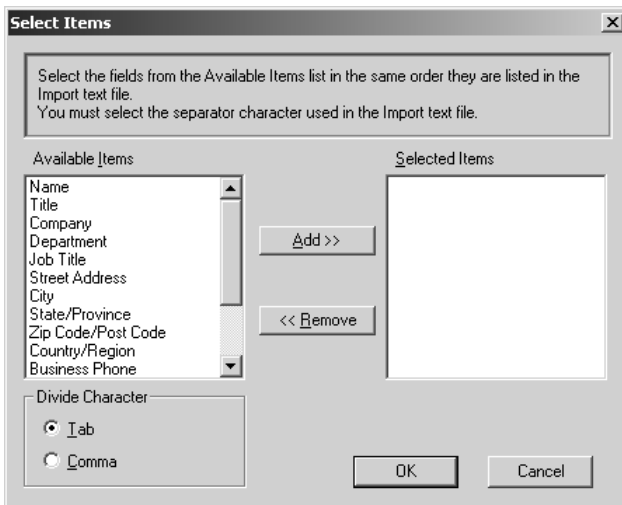 Select Items
Select the fields from the Available Items list in the same order they are listed in the
Import text file.
You must select the separator character used in the Import text file.
Available Items
Selected Items
Name
Title
Company
Department
Job Title
Street Address
City
State/Province
Zip Code/Post Code
Country/Region
Business Phone
Add >>
<< Remove
Divide Character
Tab
Comma
OK
Cancel